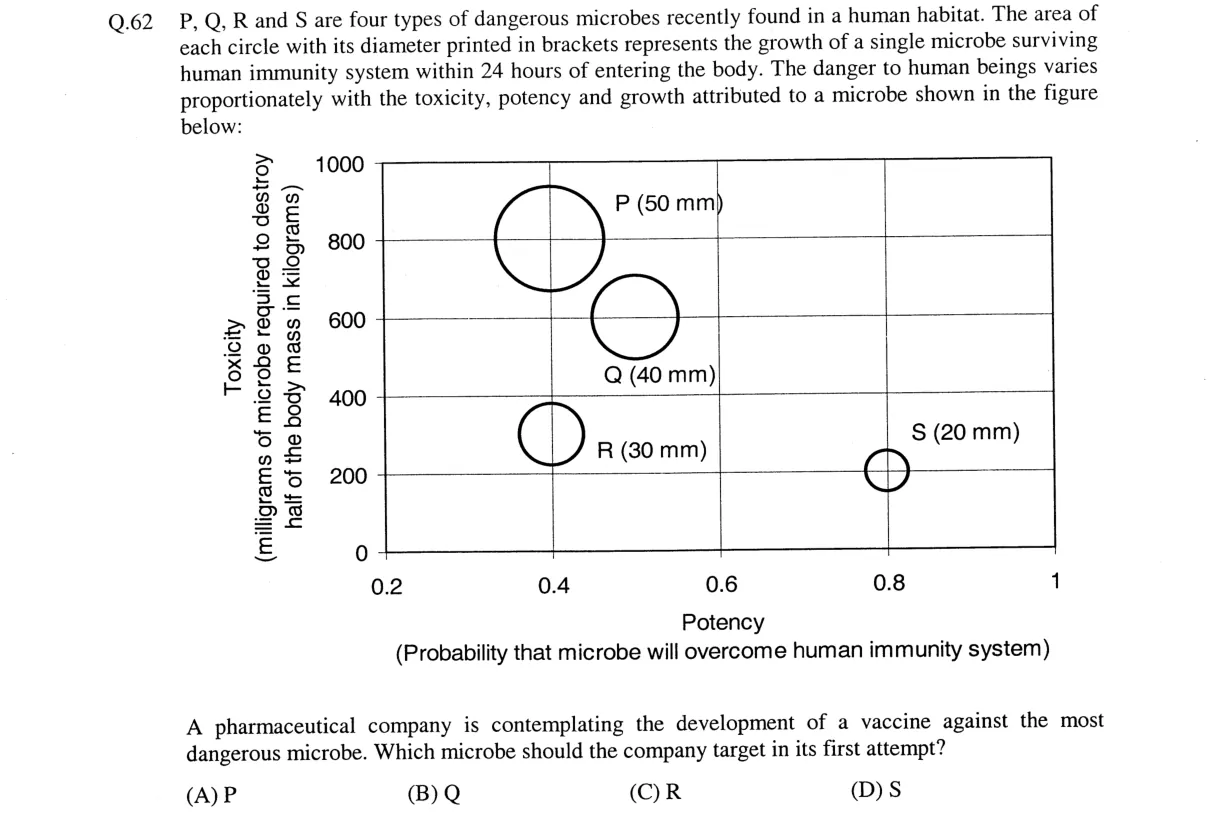 Q.62 P, Q, R and S are four types of dangerous microbes recently found in a human habitat. The area of
each circle with its diameter printed in brackets represents the growth of a single microbe surviving
human immunity system within 24 hours of entering the body. The danger to human beings varies
proportionately with the toxicity, potency and growth attributed to a microbe shown in the figure
below:
Toxicity
(milligrams of microbe required to destroy
half of the body mass in kilograms)
1000
800
600
400
200
0
P (50 mm)
Q (40 mm)
R (30 mm)
S (20 mm)
0.2 0.4 0.6 0.8 1
Potency
(Probability that microbe will overcome human immunity system)
A pharmaceutical company is contemplating the development of a vaccine against the most
dangerous microbe. Which microbe should the company target in its first attempt?
(A) P (B) Q (C) R (D) S